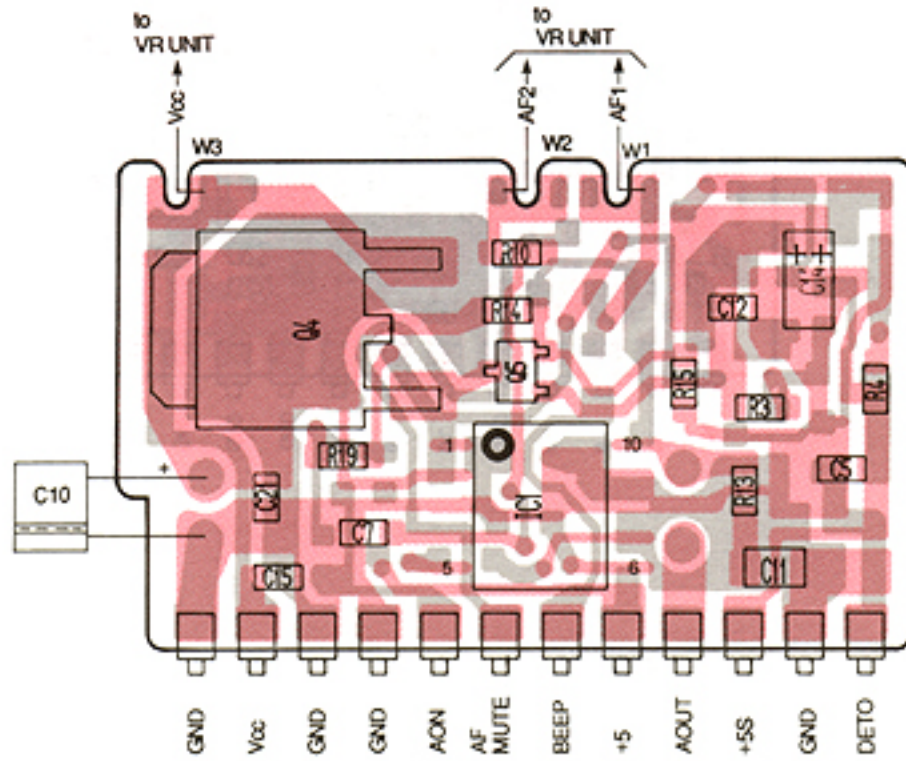 to
VR UNIT
to
VR UNIT
Vcc
AF2
AF1
W3
W2
W1
R10
C14
R14
C12
Q4
Q5
R15
R3
R4
1
10
R19
C5
+
C10
C2
R13
IC1
C7
5
6
C15
C11
GND
Vcc
GND
GND
AON
AF
MUTE
BEEP
+5
AOUT
+5S
GND
DETO